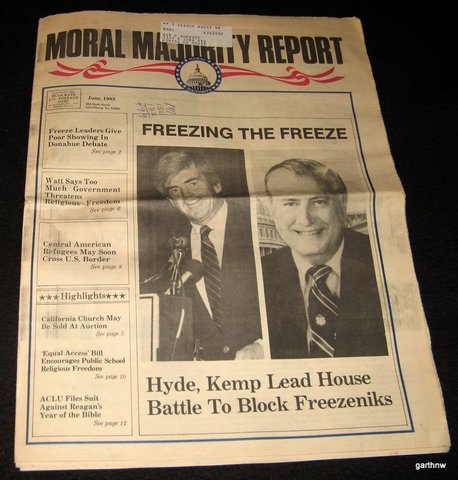 MORAL MAJORITY REPORT
June, 1983
FREEZING THE FREEZE
Freeze Leaders Give
Poor Showing In
Donahue Debate
See page 2
Watt Says Too
Much Government
Threatens
Religious Freedom
See page 6
Central American
Refugees May Soon
Cross U.S. Border
See page 8
★★★Highlights★★★
California Church May
Be Sold At Auction
See page 5
'Equal Access' Bill
Encourages Public School
Religious Freedom
See page 10
ACLU Files Suit
Against Reagan's
Year of the Bible
See page 12
Hyde, Kemp Lead House
Battle To Block Freezeniks
garthnw